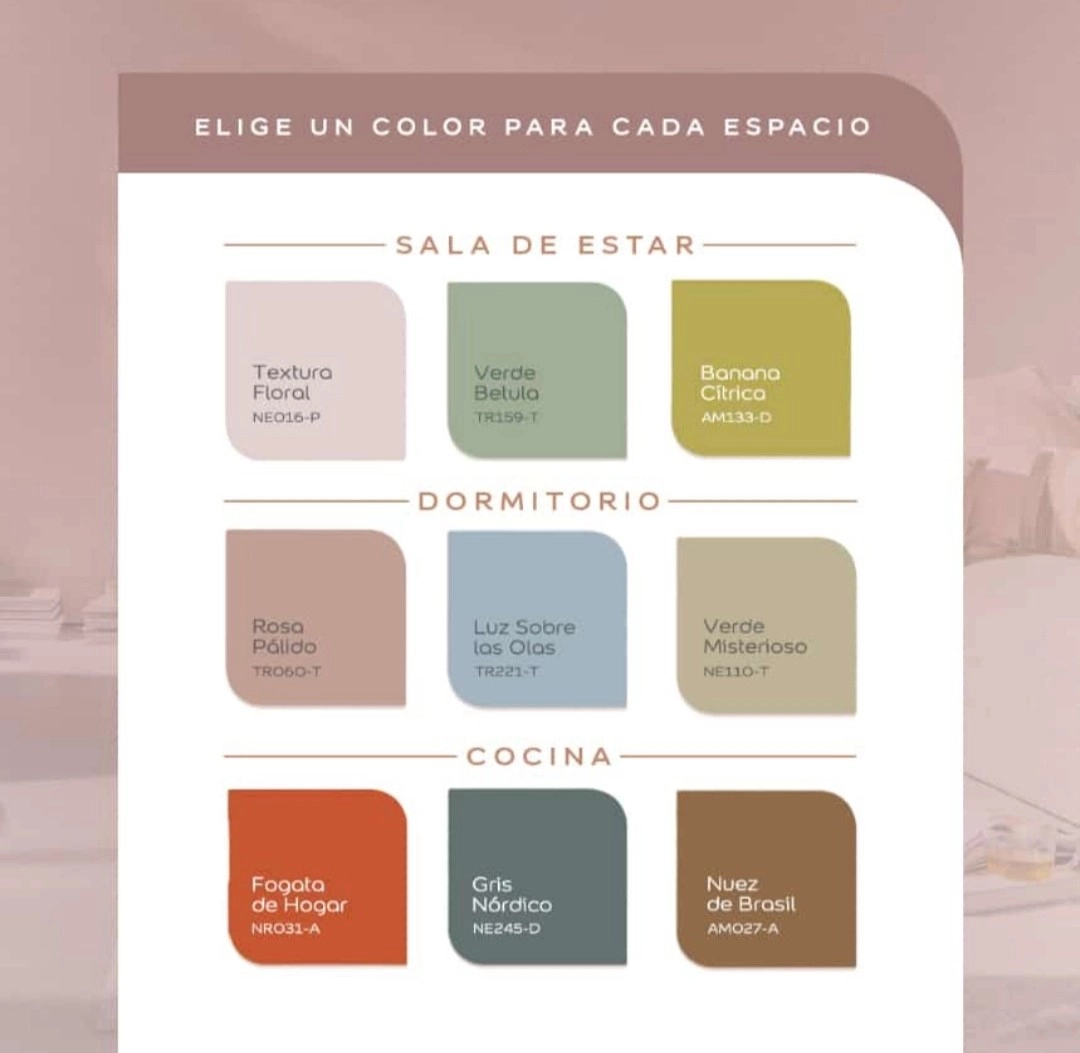 ELIGE UN COLOR PARA CADA ESPACIO
SALA DE ESTAR
Textura
Floral
NE016-P
Verde
Betula
TR159-T
Banana
Cítrica
AM133-D
DORMITORIO
Rosa
Pálido
TR060-T
Luz Sobre
las Olas
TR221-T
Verde
Misterioso
NE110-T
COCINA
Fogata
de Hogar
NR031-A
Gris
Nórdico
NE245-D
Nuez
de Brasil
AM027-A